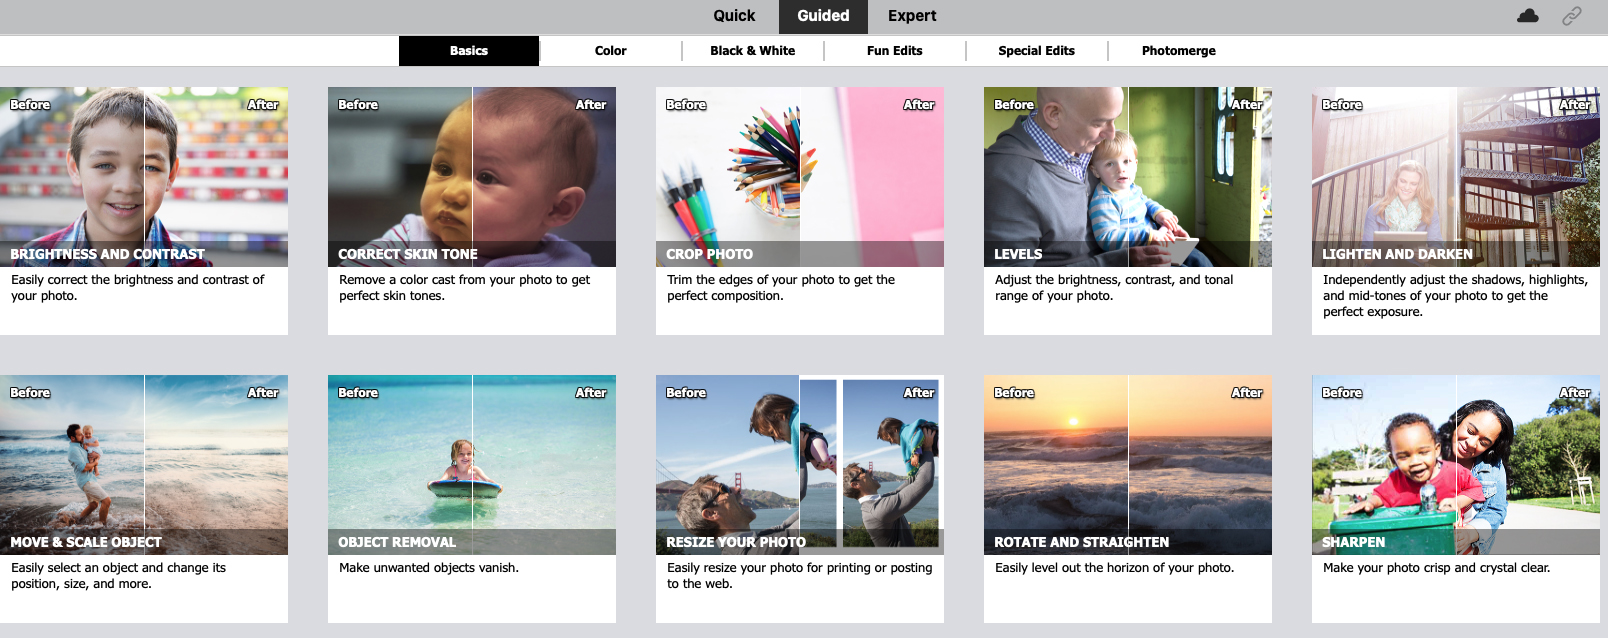 Quick Guided Expert
Basics Color Black & White Fun Edits Special Edits Photomerge
Before After Before After Before After Before After Before After
BRIGHTNESS AND CONTRAST CORRECT SKIN TONE CROP PHOTO LEVELS LIGHTEN AND DARKEN
Easily correct the brightness and contrast of
your photo.
Remove a color cast from your photo to get
perfect skin tones.
Trim the edges of your photo to get the
perfect composition.
Adjust the brightness, contrast, and tonal
range of your photo.
Independently adjust the shadows, highlights,
and mid-tones of your photo to get the
perfect exposure.
Before After Before After Before After Before After Before After
MOVE & SCALE OBJECT OBJECT REMOVAL RESIZE YOUR PHOTO ROTATE AND STRAIGHTEN SHARPEN
Easily select an object and change its
position, size, and more.
Make unwanted objects vanish.
Easily resize your photo for printing or posting
to the web.
Easily level out the horizon of your photo.
Make your photo crisp and crystal clear.